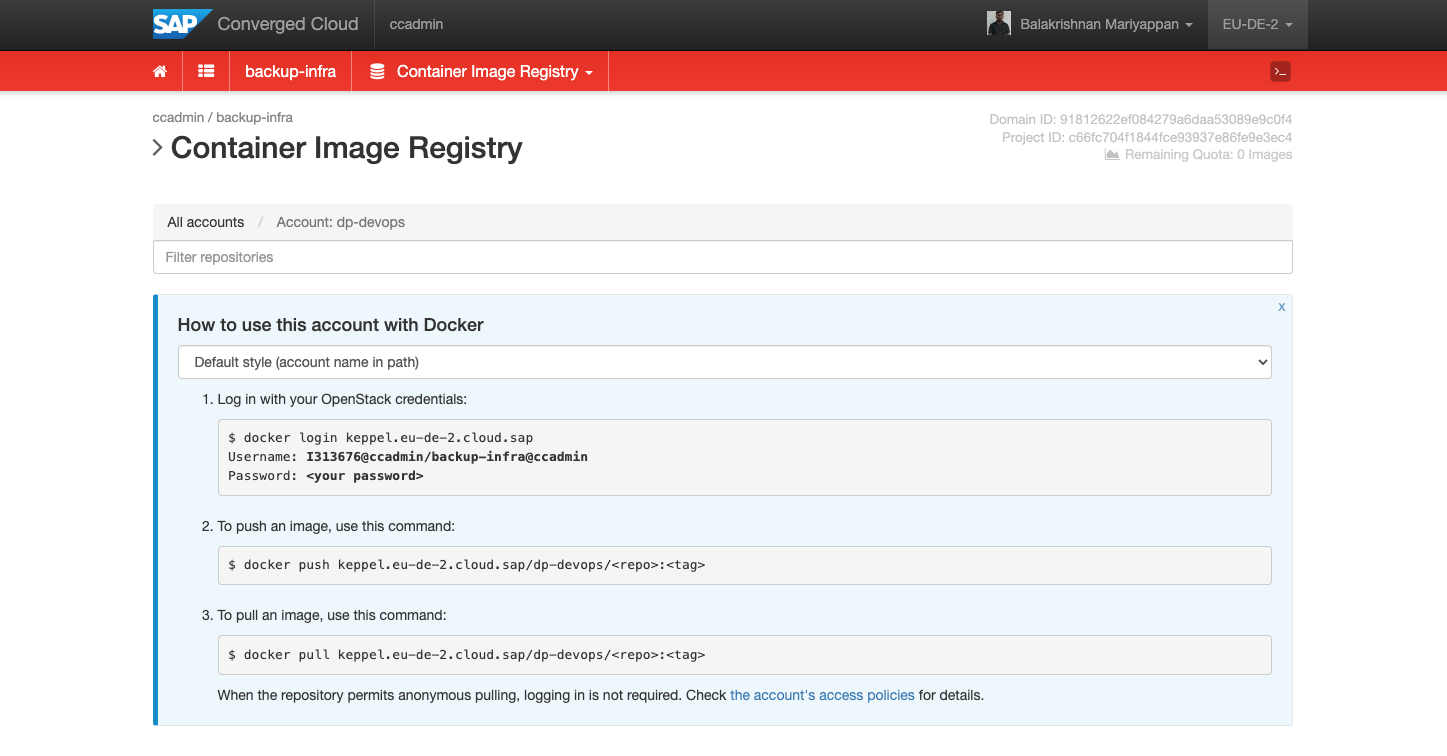 SAP Converged Cloud ccadmin Balakrishnan Mariyappan EU-DE-2
backup-infra Container Image Registry >_
ccadmin / backup-infra
Domain ID: 91812622ef084279a6daa53089e9c0f4
Container Image Registry
Project ID: c66fc704f1844fce93937e86fe9e3ec4
Remaining Quota: 0 Images
All accounts / Account: dp-devops
Filter repositories
x
How to use this account with Docker
Default style (account name in path)
1. Log in with your OpenStack credentials:
$ docker login keppel.eu-de-2.cloud.sap
Username: I313676@ccadmin/backup-infra@ccadmin
Password: <your password>
2. To push an image, use this command:
$ docker push keppel.eu-de-2.cloud.sap/dp-devops/<repo>:<tag>
3. To pull an image, use this command:
$ docker pull keppel.eu-de-2.cloud.sap/dp-devops/<repo>:<tag>
When the repository permits anonymous pulling, logging in is not required. Check the account's access policies for details.